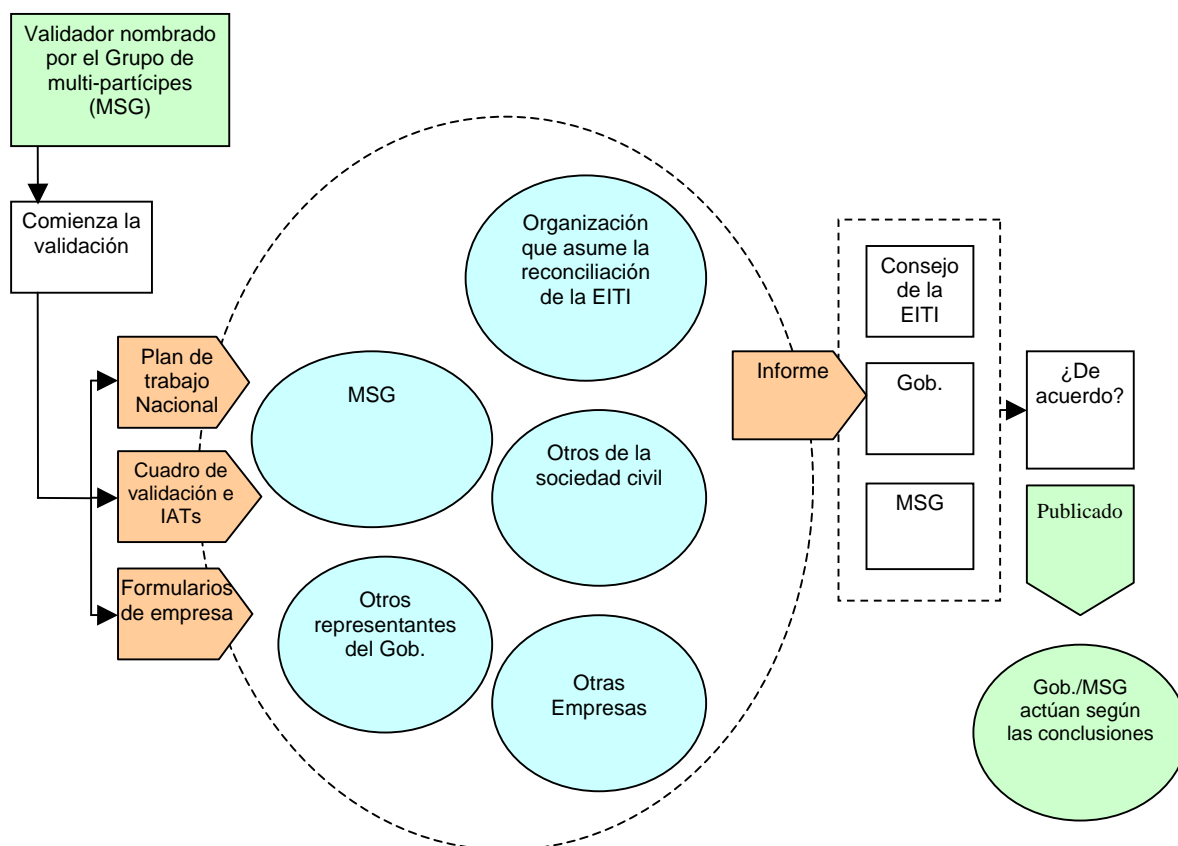 Validador nombrado
por el Grupo de
multi-partícipes
(MSG)
Comienza la
validación
Plan de
trabajo
Nacional
Cuadro de
validación e
IATs
Formularios
de empresa
Organización
que asume la
reconciliación
de la EITI
MSG
Otros de la
sociedad civil
Otros
representantes
del Gob.
Otras
Empresas
Informe
Consejo
de la
EITI
Gob.
MSG
¿De
acuerdo?
Publicado
Gob./MSG
actúan según
las conclusiones